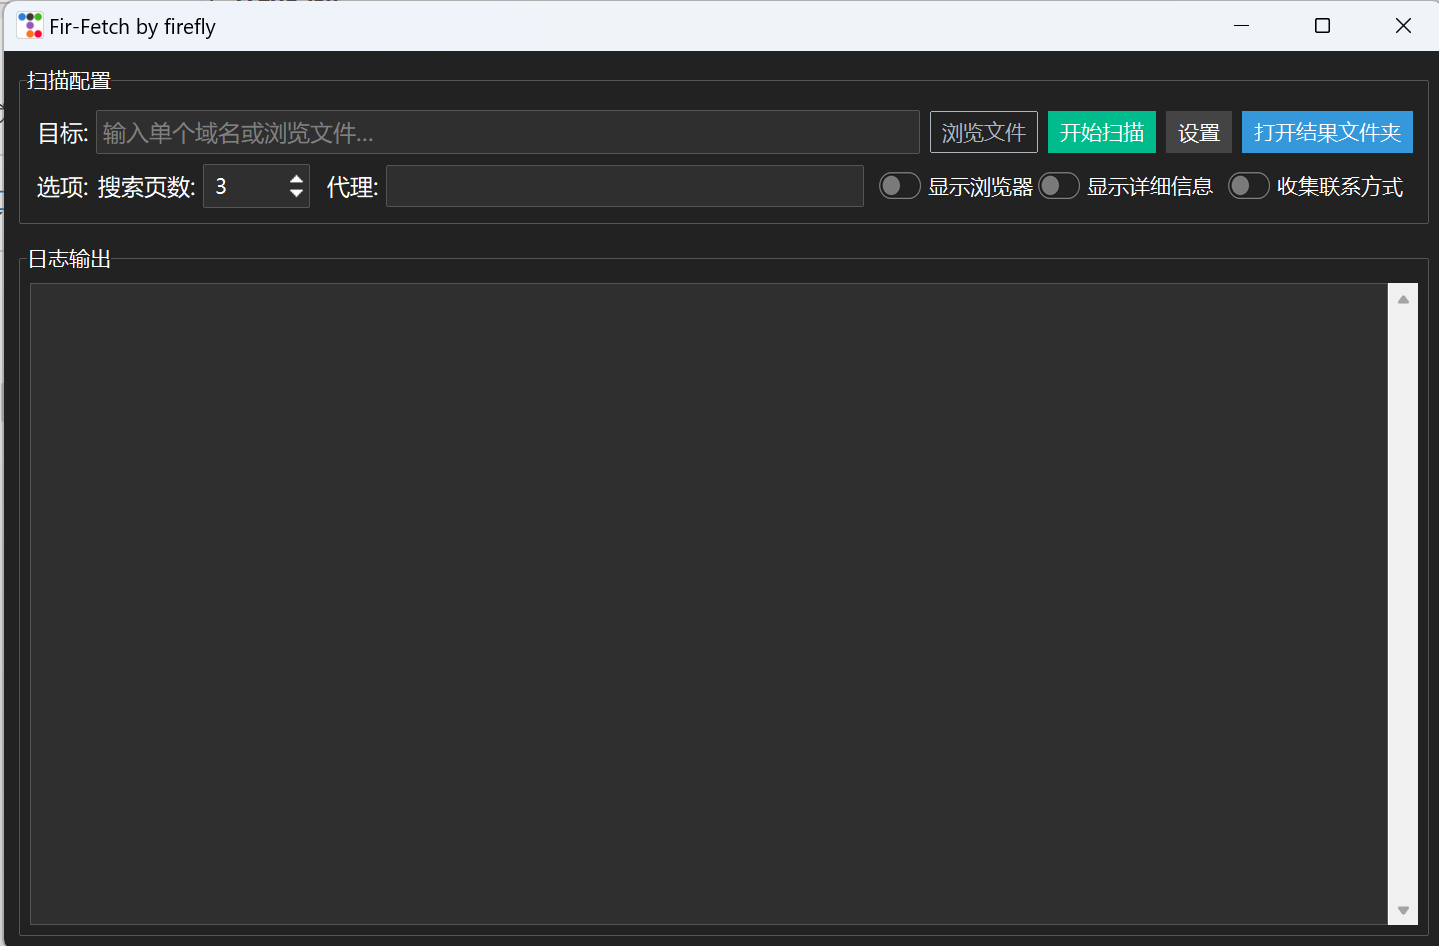 Fir-Fetch by firefly
扫描配置
目标: 输入单个域名或浏览文件... 浏览文件 开始扫描 设置 打开结果文件夹
选项: 搜索页数: 3 代理: 显示浏览器 显示详细信息 收集联系方式
日志输出